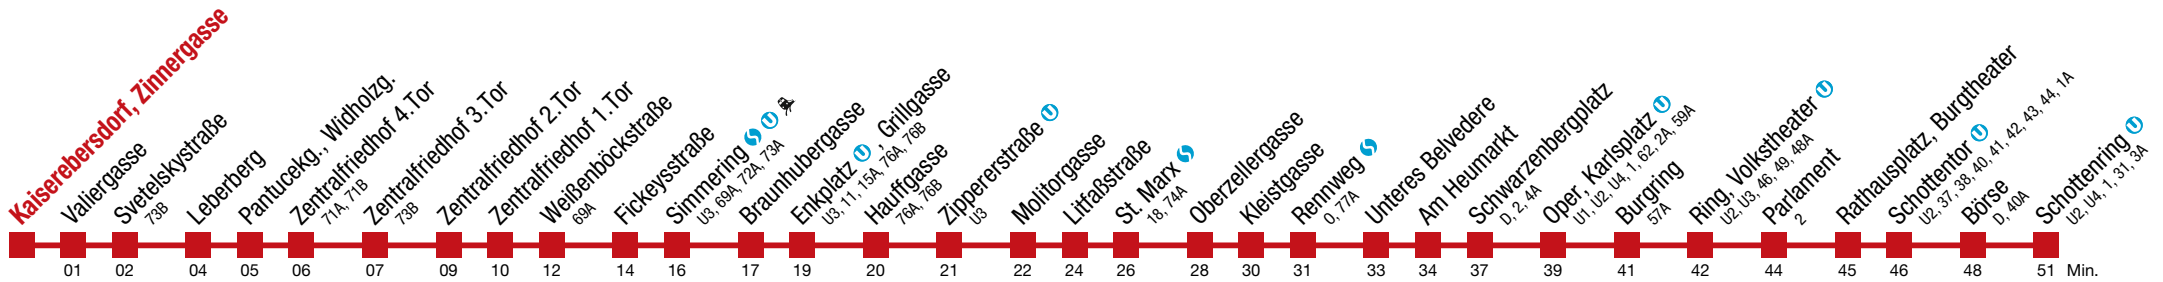 Kaiserebersdorf, Zinnergasse
Valiergasse
Svetelskystraße
73B
Leberberg
Pantucekg., Widholzg.
Zentralfriedhof 4.Tor
71A, 71B
Zentralfriedhof 3.Tor
73B
Zentralfriedhof 2.Tor
Zentralfriedhof 1.Tor
Weißenböckstraße
69A
Fickeysstraße
Simmering S U
U3, 69A, 72A, 73A
Braunhubergasse
Enkplatz U , Grillgasse
U3, 11, 15A, 76A, 76B
Hauffgasse
76A, 76B
Zippererstraße U
U3
Molitorgasse
Litfaßstraße
St. Marx S
18, 74A
Oberzellergasse
Kleistgasse
Rennweg S
O, 77A
Unteres Belvedere
Am Heumarkt
Schwarzenbergplatz
D, 2, 4A
Oper, Karlsplatz U
U1, U2, U4, 1, 62, 2A, 59A
Burgring
57A
Ring, Volkstheater U
U2, U3, 46, 49, 48A
Parlament
2
Rathausplatz, Burgtheater
Schottentor U
U2, 37, 38, 40, 41, 42, 43, 44, 1A
Börse
D, 40A
Schottenring U
U2, U4, 1, 31, 3A
01 02 04 05 06 07 09 10 12 14 16 17 19 20 21 22 24 26 28 30 31 33 34 37 39 41 42 44 45 46 48 51 Min.